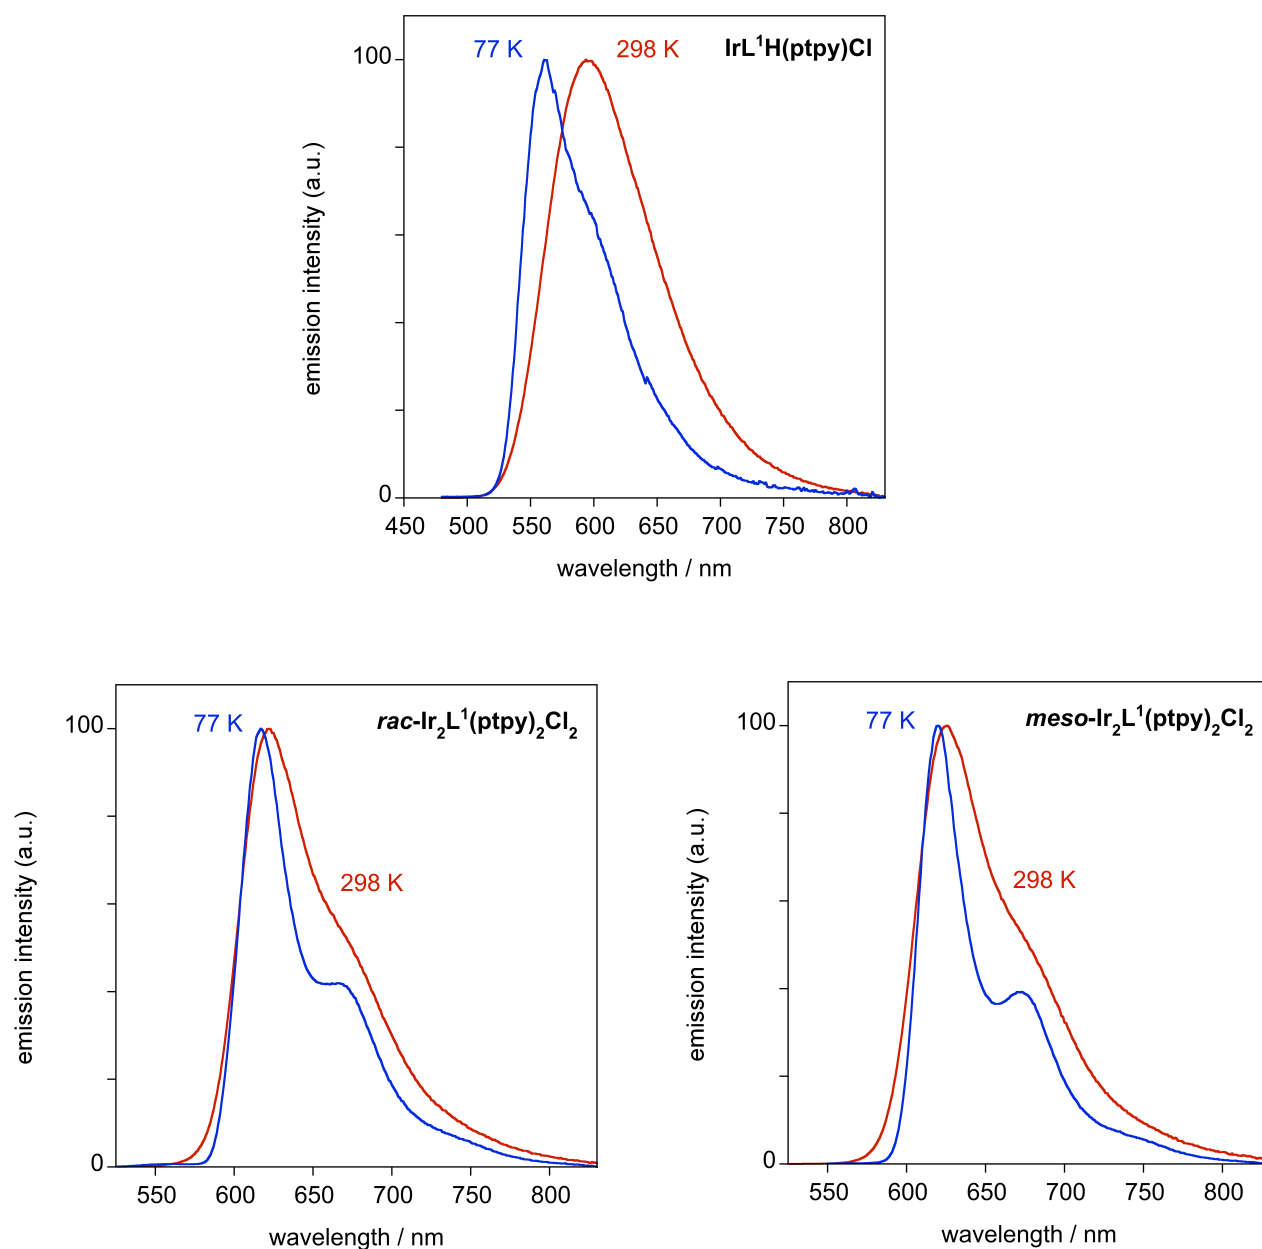 77 K
298 K
IrL¹H(ptpy)Cl
100
0
emission intensity (a.u.)
450 500 550 600 650 700 750 800
wavelength / nm
77 K
rac-Ir₂L¹(ptpy)₂Cl₂
100
298 K
0
emission intensity (a.u.)
550 600 650 700 750 800
wavelength / nm
77 K
meso-Ir₂L¹(ptpy)₂Cl₂
100
298 K
0
emission intensity (a.u.)
550 600 650 700 750 800
wavelength / nm